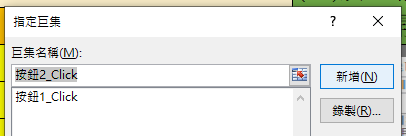 指定巨集
巨集名稱(M):
按鈕2_Click
新增(N)
按鈕1_Click
錄製(R)...